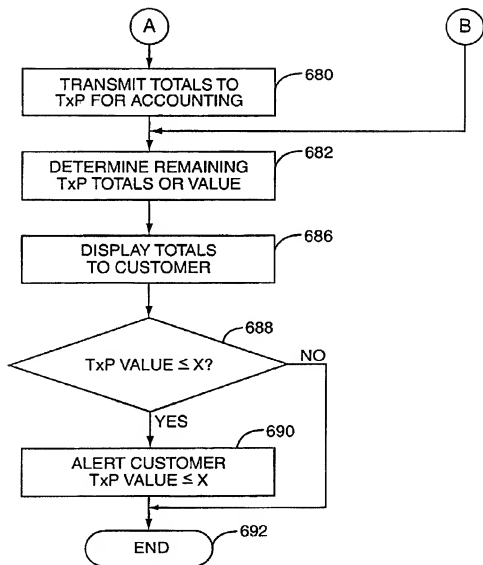 A
B
TRANSMIT TOTALS TO
TxP FOR ACCOUNTING
680
DETERMINE REMAINING
TxP TOTALS OR VALUE
682
DISPLAY TOTALS
TO CUSTOMER
686
TxP VALUE ≤ X?
688
NO
YES
ALERT CUSTOMER
TxP VALUE ≤ X
690
END
692